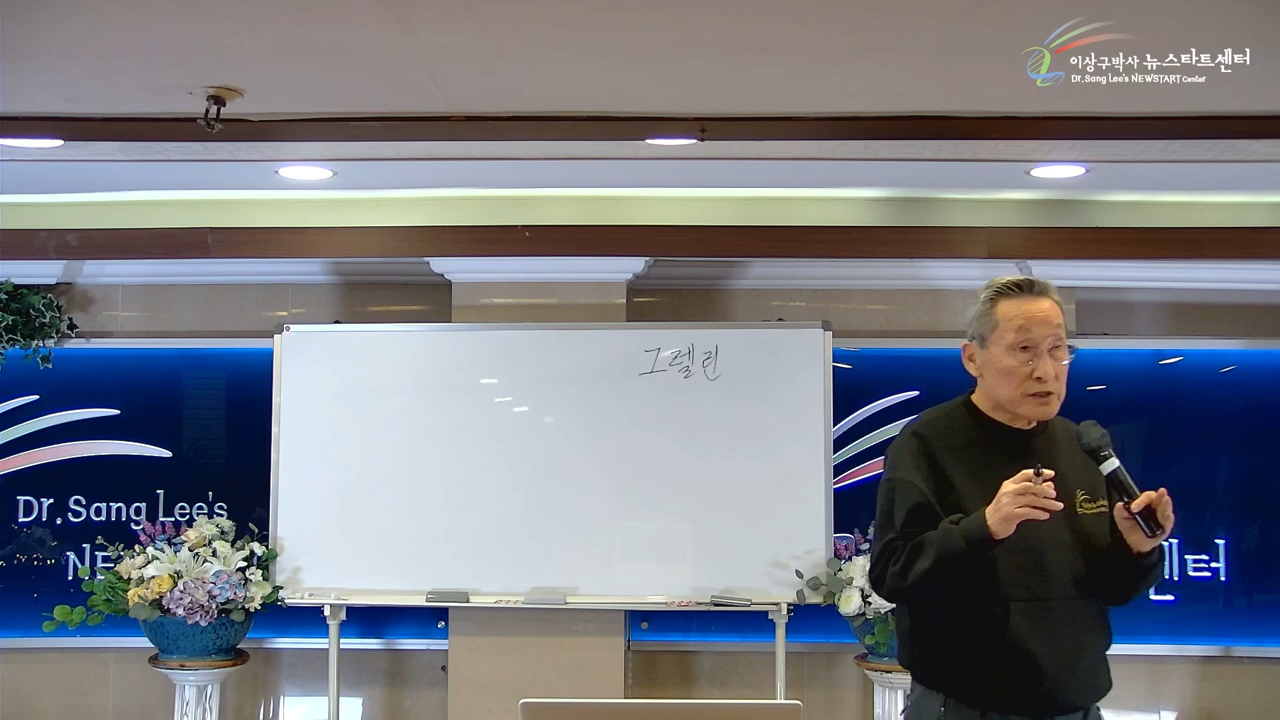 이상구박사 뉴스타트센터
Dr. Sang Lee's NEWSTART Center
그렐린
Dr. Sang Lee's
NE
센터